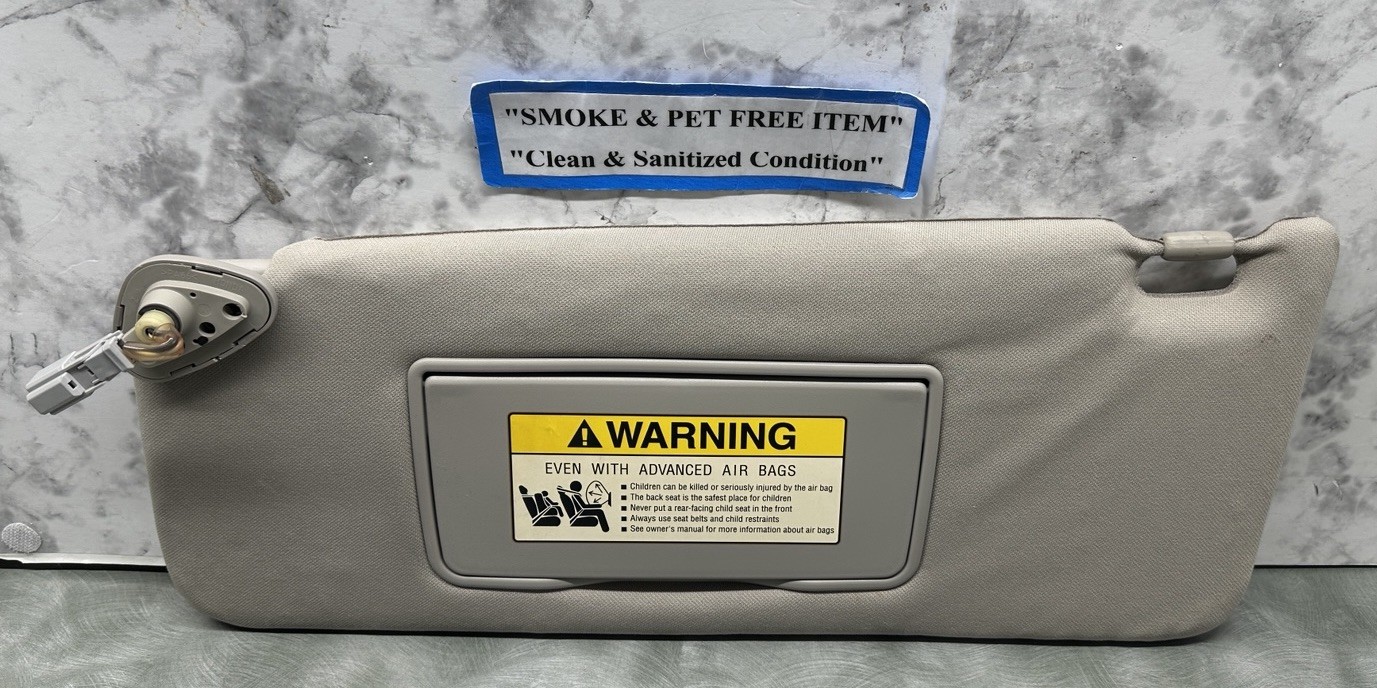 "SMOKE & PET FREE ITEM"
"Clean & Sanitized Condition"
WARNING
EVEN WITH ADVANCED AIR BAGS
■ Children can be killed or seriously injured by the air bag
■ The back seat is the safest place for children
■ Never put a rear-facing child seat in the front
■ Always use seat belts and child restraints
■ See owner's manual for more information about air bags